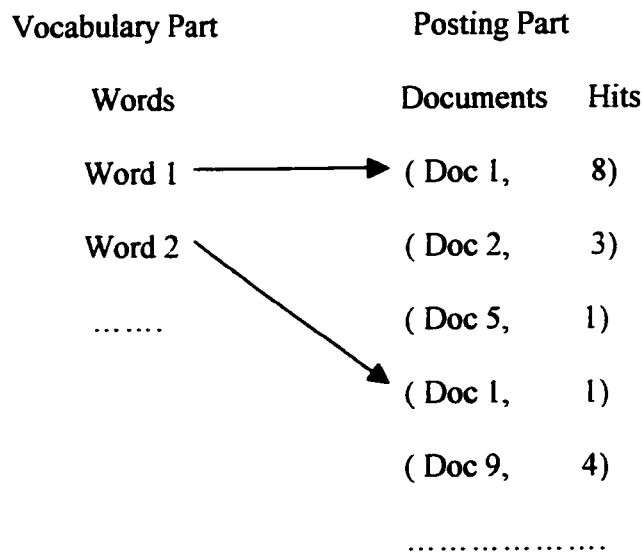 Vocabulary Part Posting Part
Words Documents Hits
Word 1 ( Doc 1, 8)
Word 2 ( Doc 2, 3)
....... ( Doc 5, 1)
( Doc 1, 1)
( Doc 9, 4)
...................